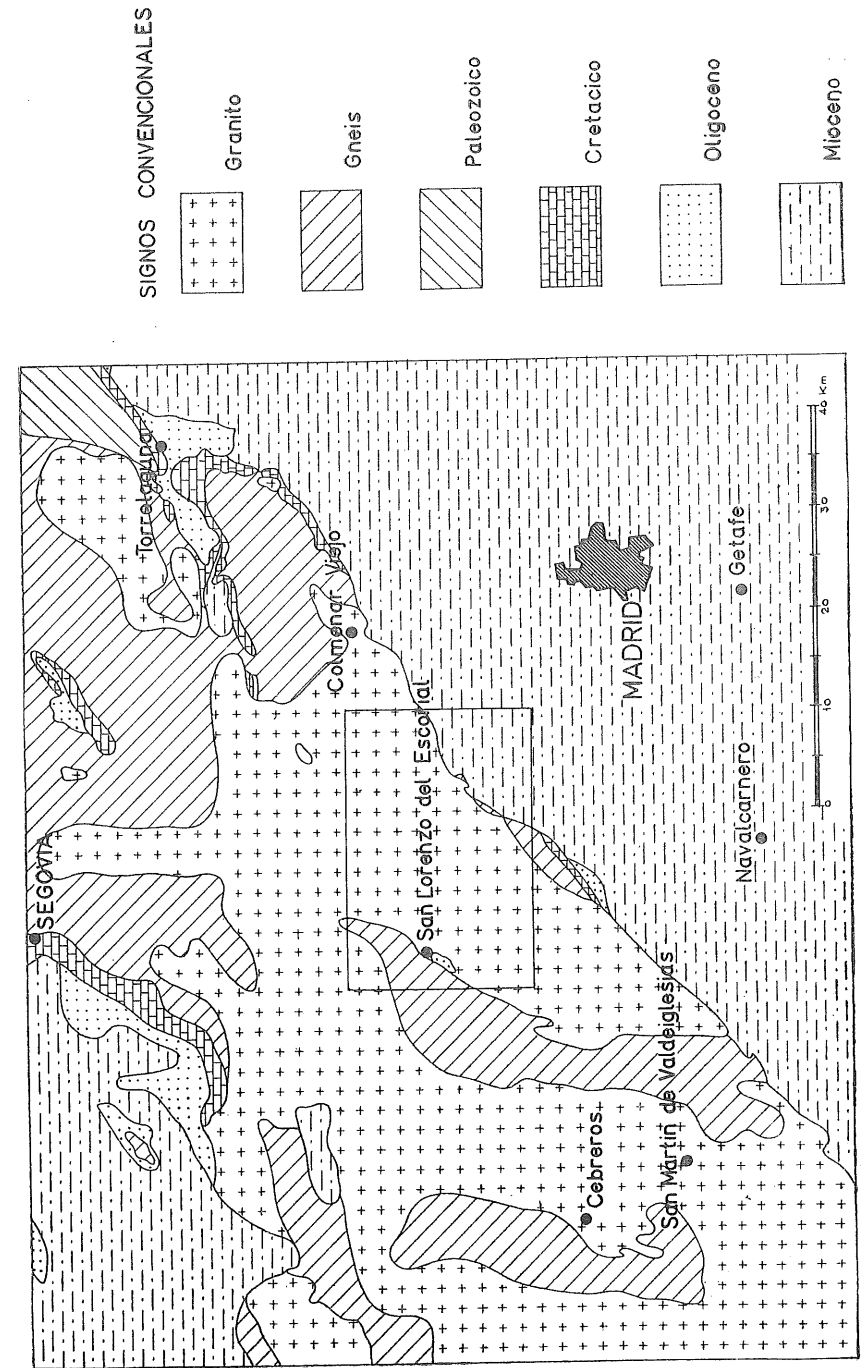 SIGNOS CONVENCIONALES
Granito
Gneis
Paleozoico
Cretacico
Oligoceno
Mioceno
SEGOVIA
Torrelaguna
Colmenar Viejo
San Lorenzo del Escorial
Cebreros
San Martin de Valdeiglesias
MADRID
Getafe
Navalcarnero
0 10 20 30 40 Km